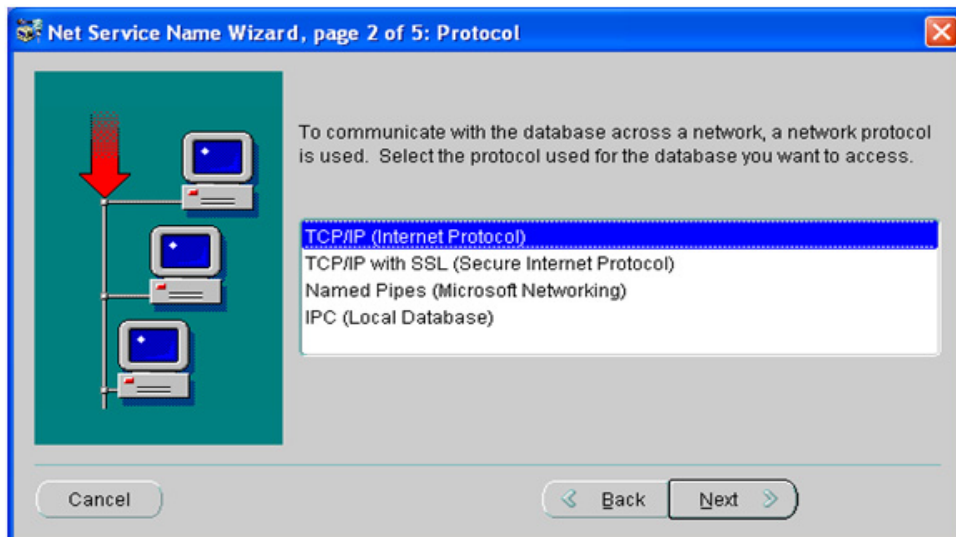 Net Service Name Wizard, page 2 of 5: Protocol
To communicate with the database across a network, a network protocol
is used. Select the protocol used for the database you want to access.
TCP/IP (Internet Protocol)
TCP/IP with SSL (Secure Internet Protocol)
Named Pipes (Microsoft Networking)
IPC (Local Database)
Cancel
Back
Next